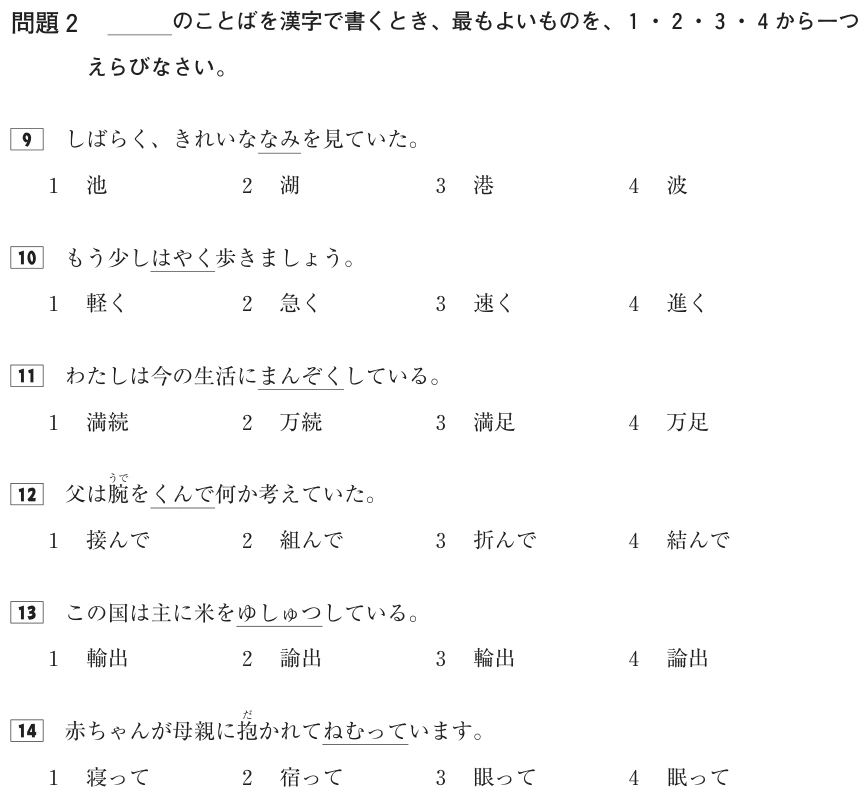 問題2　______のことばを漢字で書くとき、最もよいものを、1・2・3・4から一つ
えらびなさい。
9　しばらく、きれいななみを見ていた。
1　池　2　湖　3　港　4　波
10　もう少しはやく歩きましょう。
1　軽く　2　急く　3　速く　4　進く
11　わたしは今の生活にまんぞくしている。
1　満続　2　万続　3　満足　4　万足
うで
12　父は腕をくんで何か考えていた。
1　接んで　2　組んで　3　折んで　4　結んで
13　この国は主に米をゆしゅつしている。
1　輸出　2　諭出　3　輪出　4　論出
だ
14　赤ちゃんが母親に抱かれてねむっています。
1　寝って　2　宿って　3　眼って　4　眠って